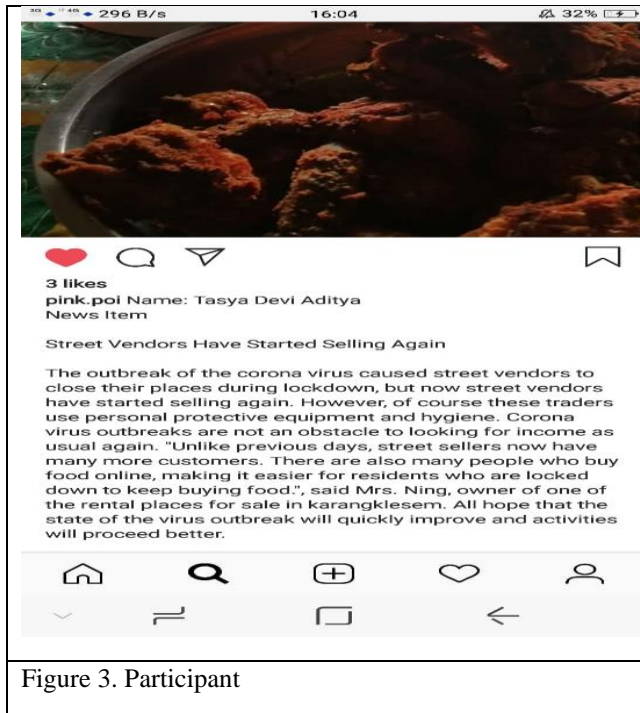 3G 4G 296 B/s 16:04 32%
3 likes
pink.poi Name: Tasya Devi Aditya
News Item
Street Vendors Have Started Selling Again
The outbreak of the corona virus caused street vendors to
close their places during lockdown, but now street vendors
have started selling again. However, of course these traders
use personal protective equipment and hygiene. Corona
virus outbreaks are not an obstacle to looking for income as
usual again. "Unlike previous days, street sellers now have
many more customers. There are also many people who buy
food online, making it easier for residents who are locked
down to keep buying food.", said Mrs. Ning, owner of one of
the rental places for sale in karangklesem. All hope that the
state of the virus outbreak will quickly improve and activities
will proceed better.
Figure 3. Participant